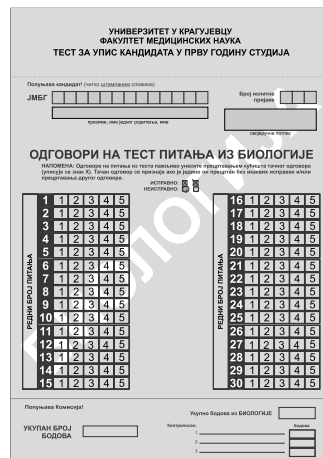 УНИВЕРЗИТЕТ У КРАГУЈЕВЦУ
ФАКУЛТЕТ МЕДИЦИНСКИХ НАУКА
ТЕСТ ЗА УПИС КАНДИДАТА У ПРВУ ГОДИНУ СТУДИЈА
Попуњава кандидат! (читко штампаним словима)
ЈМБГ
Број испитне пријаве
презиме, име једног родитеља, име
својеручни потпис
ОДГОВОРИ НА ТЕСТ ПИТАЊА ИЗ БИОЛОГИЈЕ
НАПОМЕНА: Одговори на питања из теста пажљиво унесите прецртавањем кућишта тачног одговора
(уписује се знак X). Тачан одговор се признаје ако је једино он прецртан без икаквих исправки и/или
прецртавања другог одговора.
ИСПРАВНО:
НЕИСПРАВНО:
РЕДНИ БРОЈ ПИТАЊА
1 1 2 3 4 5
2 1 2 3 4 5
3 1 2 3 4 5
4 1 2 3 4 5
5 1 2 3 4 5
6 1 2 3 4 5
7 1 2 3 4 5
8 1 2 3 4 5
9 1 2 3 4 5
10 1 2 3 4 5
11 1 2 3 4 5
12 1 2 3 4 5
13 1 2 3 4 5
14 1 2 3 4 5
15 1 2 3 4 5
РЕДНИ БРОЈ ПИТАЊА
16 1 2 3 4 5
17 1 2 3 4 5
18 1 2 3 4 5
19 1 2 3 4 5
20 1 2 3 4 5
21 1 2 3 4 5
22 1 2 3 4 5
23 1 2 3 4 5
24 1 2 3 4 5
25 1 2 3 4 5
26 1 2 3 4 5
27 1 2 3 4 5
28 1 2 3 4 5
29 1 2 3 4 5
30 1 2 3 4 5
БИОЛОГИЈА
Попуњава Комисија!
Укупно бодова из БИОЛОГИЈЕ
УКУПАН БРОЈ
БОДОВА
Контролисао:
бодова
1
2
3